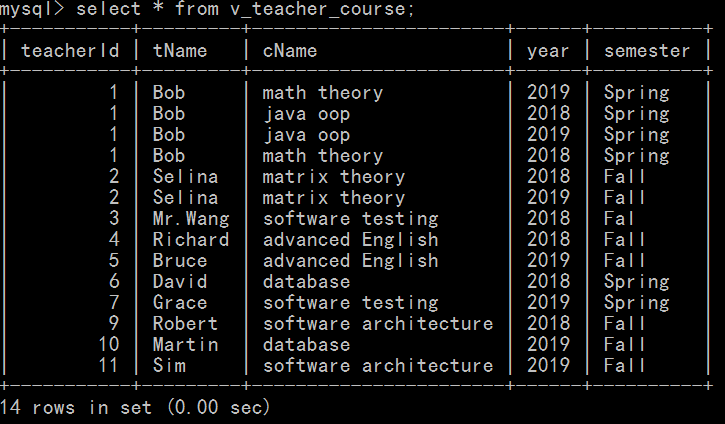 mysql> select * from v_teacher_course;
+-----------+---------+-----------------------+------+----------+
| teacherId | tName   | cName                 | year | semester |
+-----------+---------+-----------------------+------+----------+
|         1 | Bob     | math theory           | 2019 | Spring   |
|         1 | Bob     | java oop              | 2018 | Spring   |
|         1 | Bob     | java oop              | 2019 | Spring   |
|         1 | Bob     | math theory           | 2018 | Spring   |
|         2 | Selina  | matrix theory         | 2018 | Fall     |
|         2 | Selina  | matrix theory         | 2019 | Fall     |
|         3 | Mr.Wang | software testing      | 2018 | Fal      |
|         4 | Richard | advanced English      | 2018 | Fall     |
|         5 | Bruce   | advanced English      | 2019 | Fall     |
|         6 | David   | database              | 2018 | Spring   |
|         7 | Grace   | software testing      | 2019 | Spring   |
|         9 | Robert  | software architecture | 2018 | Fall     |
|        10 | Martin  | database              | 2019 | Fall     |
|        11 | Sim     | software architecture | 2019 | Fall     |
+-----------+---------+-----------------------+------+----------+
14 rows in set (0.00 sec)